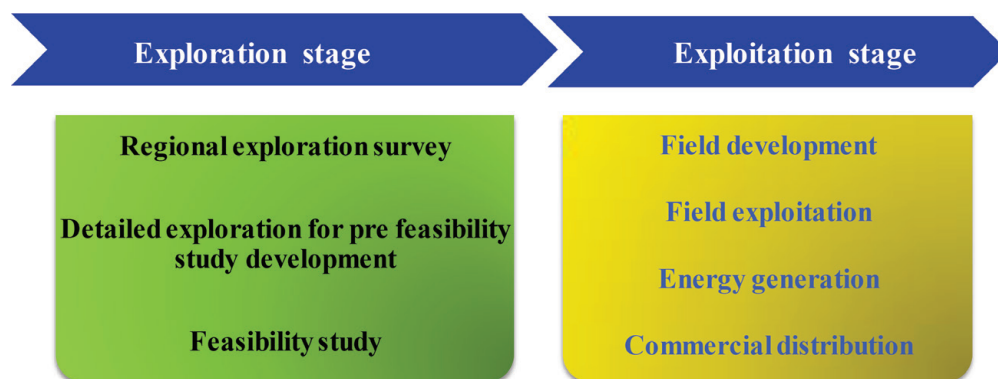 Exploration stage
Exploitation stage
Regional exploration survey
Detailed exploration for pre feasibility
study development
Feasibility study
Field development
Field exploitation
Energy generation
Commercial distribution